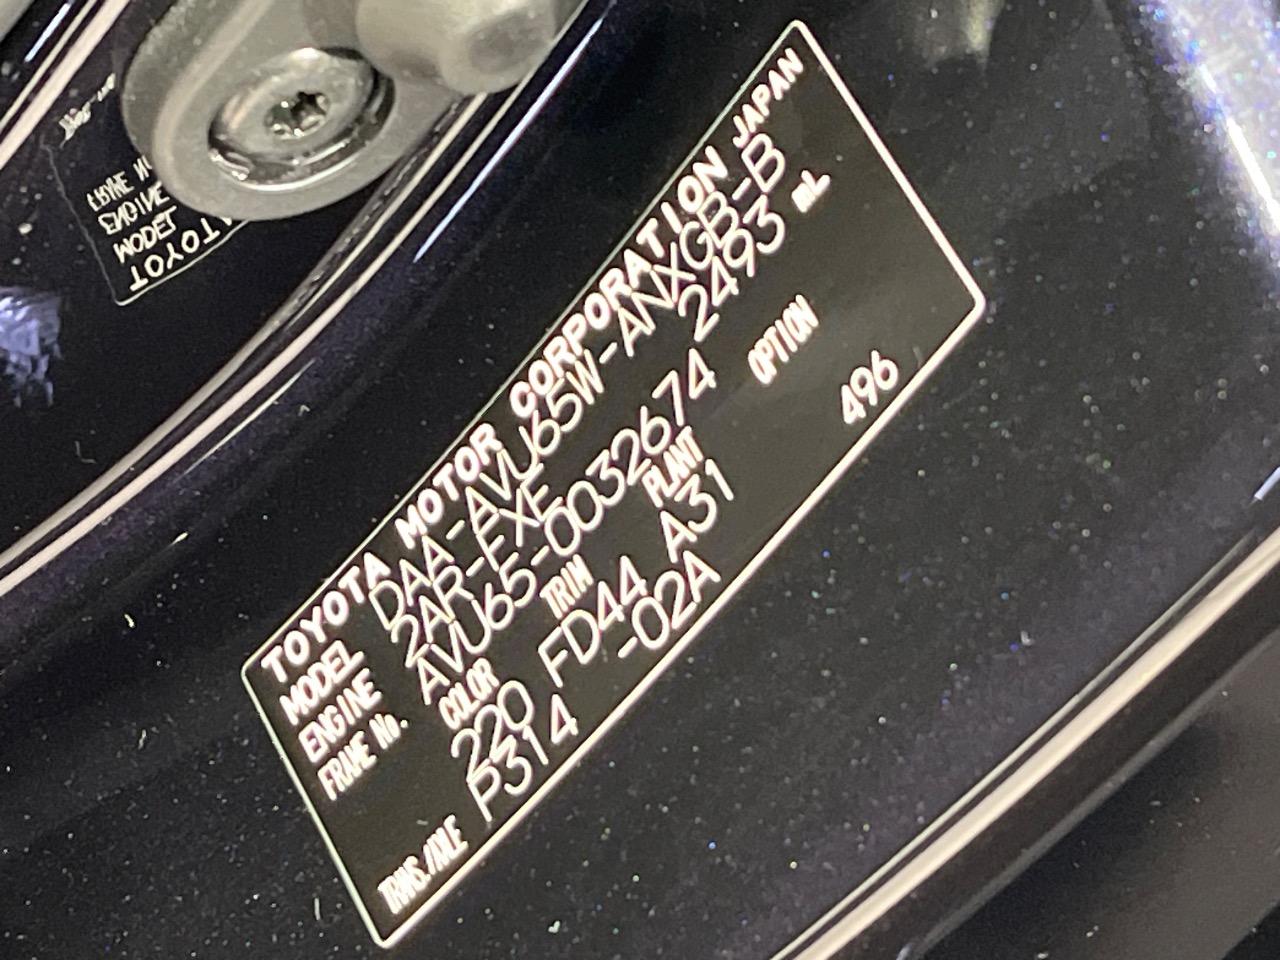 TOYOTA MOTOR CORPORATION JAPAN
MODEL DAA-AVU65W-ANXGB-B
ENGINE 2AR-FXE 2493 mL
FRAME No. AVU65-0032674
COLOR TRIM PLANT OPTION
220 FD44 A31
TRANS./AXLE P314 -02A 496
ENGINE
MODEL
TOYOT